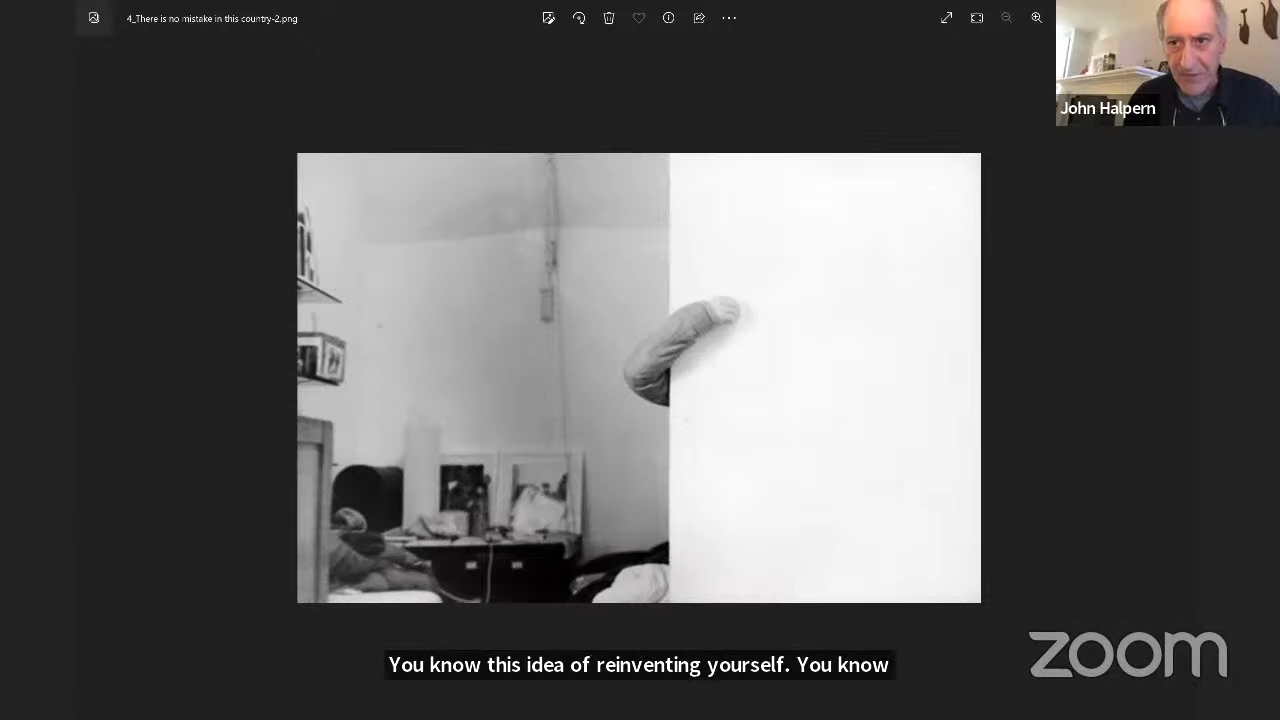 4_There is no mistake in this country-2.png
John Halpern
You know this idea of reinventing yourself. You know
zoom